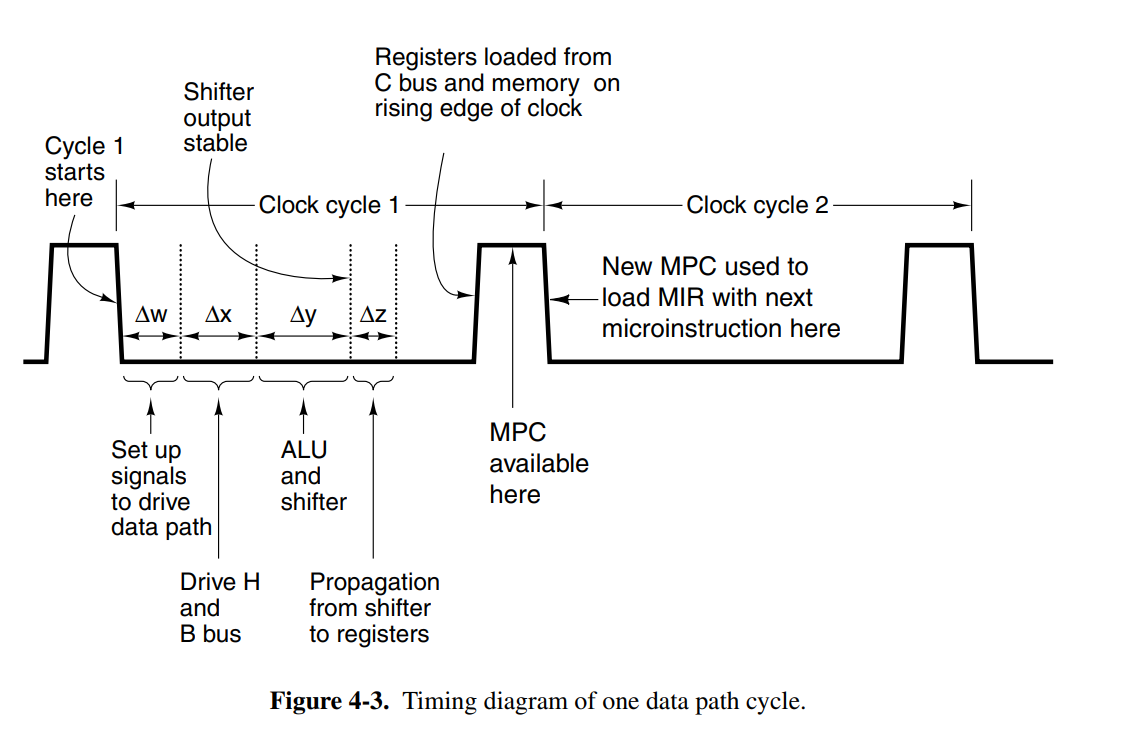 Registers loaded from
C bus and memory on
rising edge of clock
Shifter
output
stable
Cycle 1
starts
here
Clock cycle 1
Clock cycle 2
New MPC used to
load MIR with next
microinstruction here
Δw
Δx
Δy
Δz
Set up
signals
to drive
data path
ALU
and
shifter
MPC
available
here
Drive H
and
B bus
Propagation
from shifter
to registers
Figure 4-3. Timing diagram of one data path cycle.